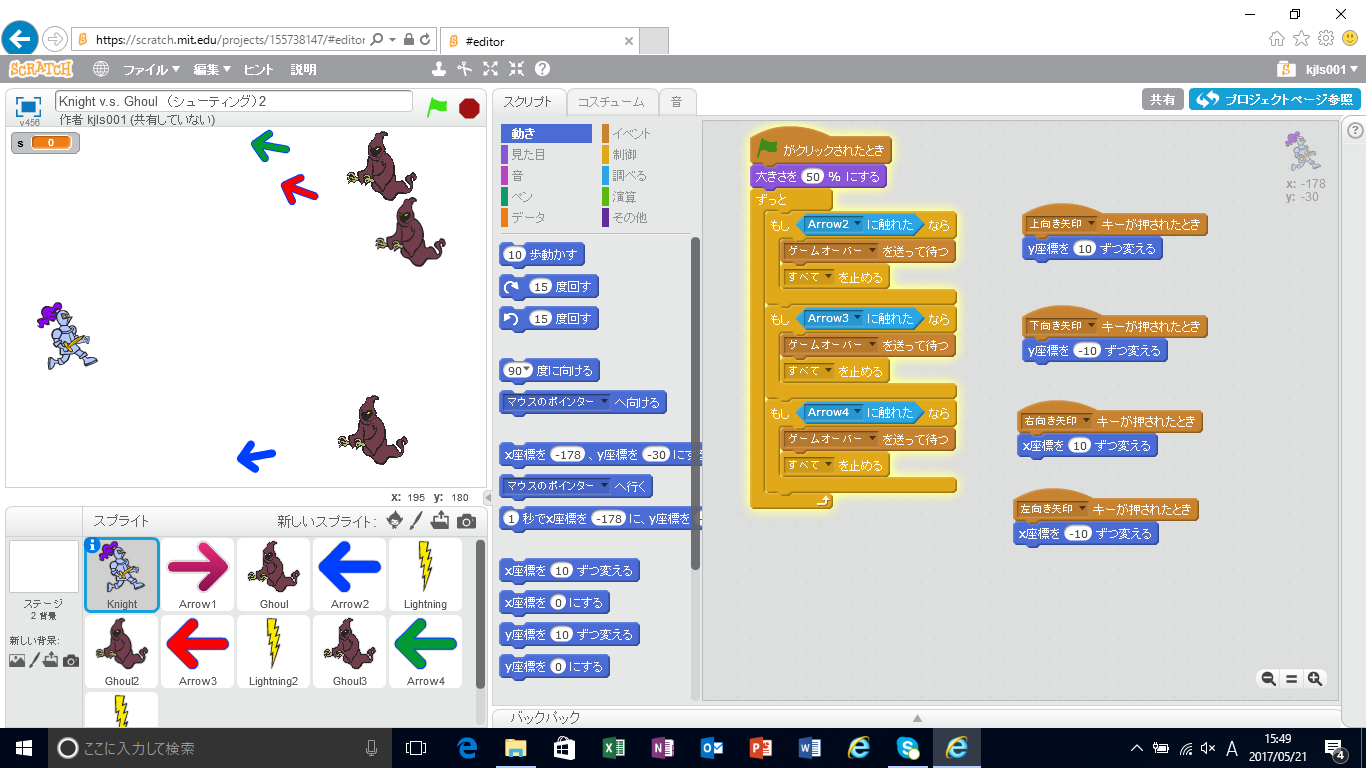 https://scratch.mit.edu/projects/155738147/#editor
#editor
SCRATCH
ファイル
編集
ヒント
説明
kjls001
v456
Knight v.s. Ghoul （シューティング)2
作者 kjls001 (共有していない)
スクリプト
コスチューム
音
共有
プロジェクトページ参照
s 0
動き
イベント
見た目
制御
音
調べる
ペン
演算
データ
その他
10 歩動かす
15 度回す
15 度回す
90 度に向ける
マウスのポインター へ向ける
x座標を -178 、y座標を -30 にす
マウスのポインター へ行く
1 秒でx座標を -178 に、y座標を
x座標を 10 ずつ変える
x座標を 0 にする
y座標を 10 ずつ変える
y座標を 0 にする
がクリックされたとき
大きさを 50 % にする
ずっと
もし Arrow2 に触れた なら
ゲームオーバー を送って待つ
すべて を止める
もし Arrow3 に触れた なら
ゲームオーバー を送って待つ
すべて を止める
もし Arrow4 に触れた なら
ゲームオーバー を送って待つ
すべて を止める
上向き矢印 キーが押されたとき
y座標を 10 ずつ変える
下向き矢印 キーが押されたとき
y座標を -10 ずつ変える
右向き矢印 キーが押されたとき
x座標を 10 ずつ変える
左向き矢印 キーが押されたとき
x座標を -10 ずつ変える
x: -178
y: -30
x: 195 y: 180
スプライト
新しいスプライト:
ステージ
2 背景
新しい背景:
Knight
Arrow1
Ghoul
Arrow2
Lightning
Ghoul2
Arrow3
Lightning2
Ghoul3
Arrow4
バックパック
ここに入力して検索
A
15:49
2017/05/21
4